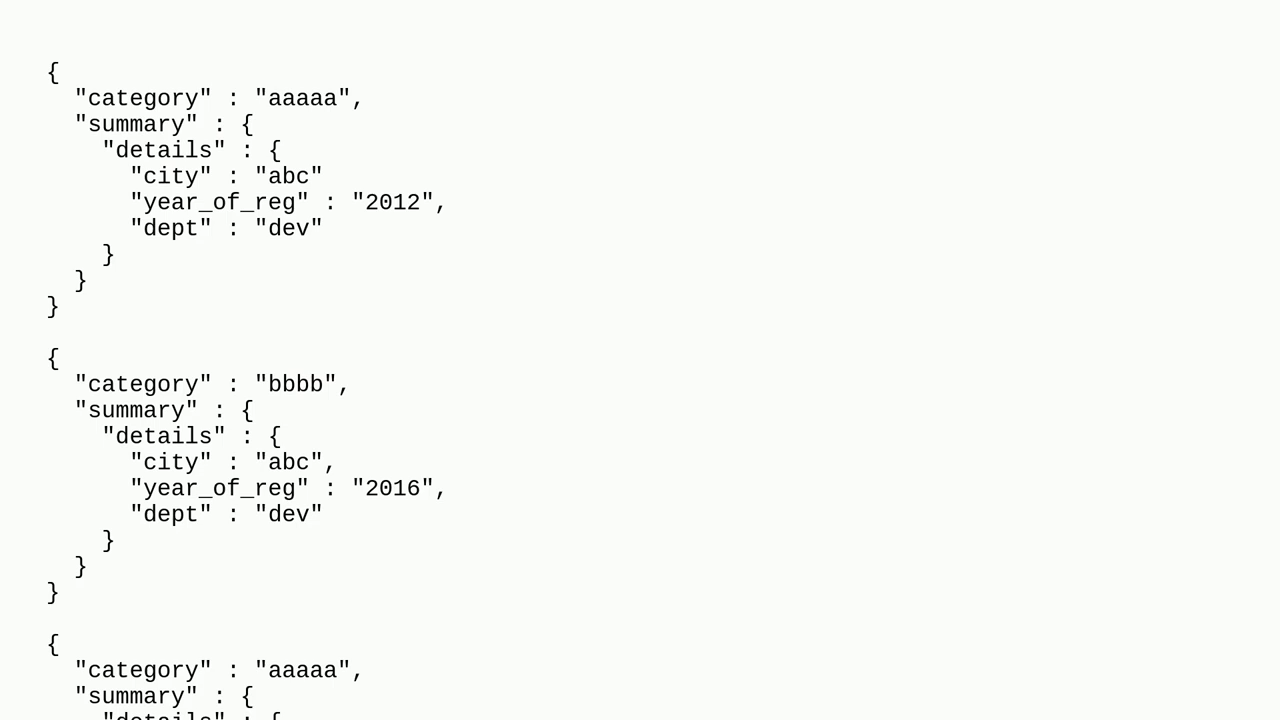 {
  "category" : "aaaaa",
  "summary" : {
    "details" : {
      "city" : "abc"
      "year_of_reg" : "2012",
      "dept" : "dev"
    }
  }
}

{
  "category" : "bbbb",
  "summary" : {
    "details" : {
      "city" : "abc",
      "year_of_reg" : "2016",
      "dept" : "dev"
    }
  }
}

{
  "category" : "aaaaa",
  "summary" : {
    "details" : {